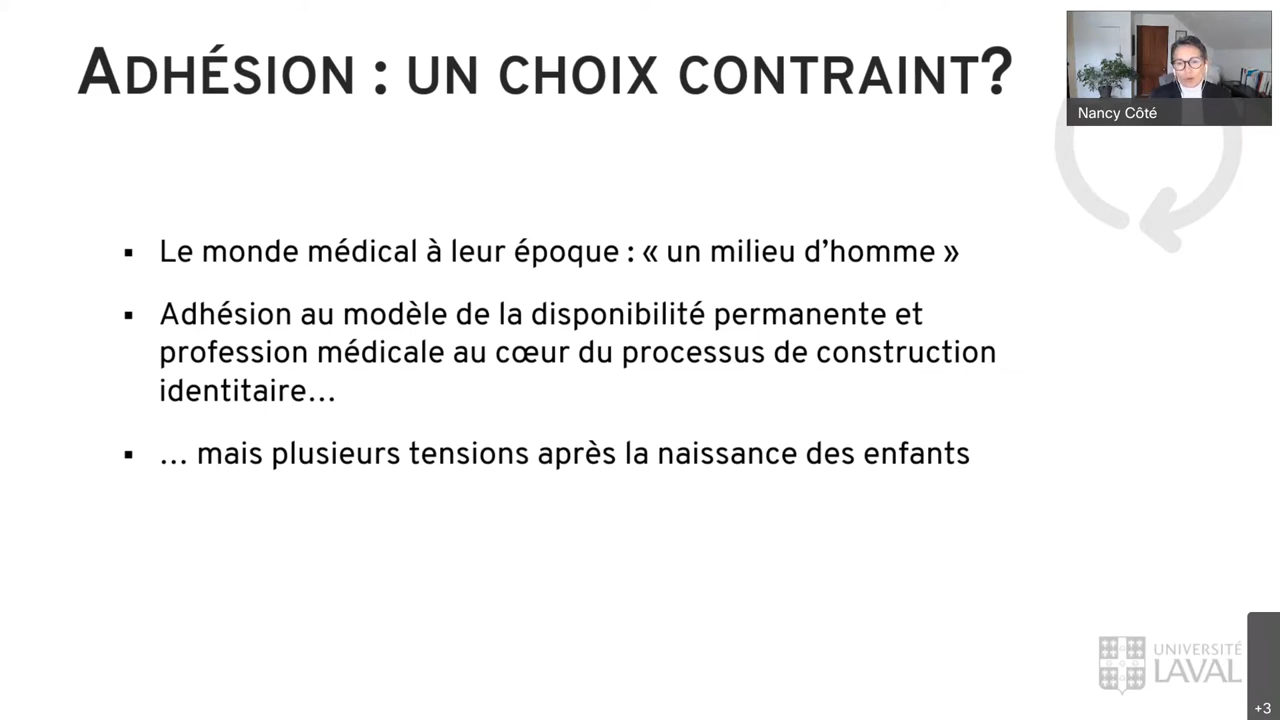 ADHÉSION : UN CHOIX CONTRAINT?
Nancy Côté
▪ Le monde médical à leur époque : « un milieu d’homme »
▪ Adhésion au modèle de la disponibilité permanente et
profession médicale au cœur du processus de construction
identitaire…
▪ … mais plusieurs tensions après la naissance des enfants
UNIVERSITÉ
LAVAL
+3